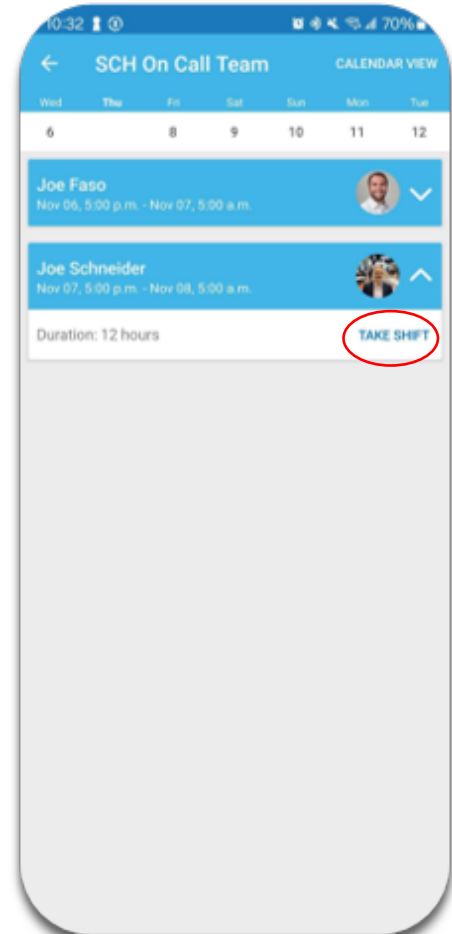 10:32 70%
SCH On Call Team CALENDAR VIEW
Wed Thu Fri Sat Sun Mon Tue
6 8 9 10 11 12
Joe Faso
Nov 06, 5:00 p.m. - Nov 07, 5:00 a.m.
Joe Schneider
Nov 07, 5:00 p.m. - Nov 08, 5:00 a.m.
Duration: 12 hours TAKE SHIFT